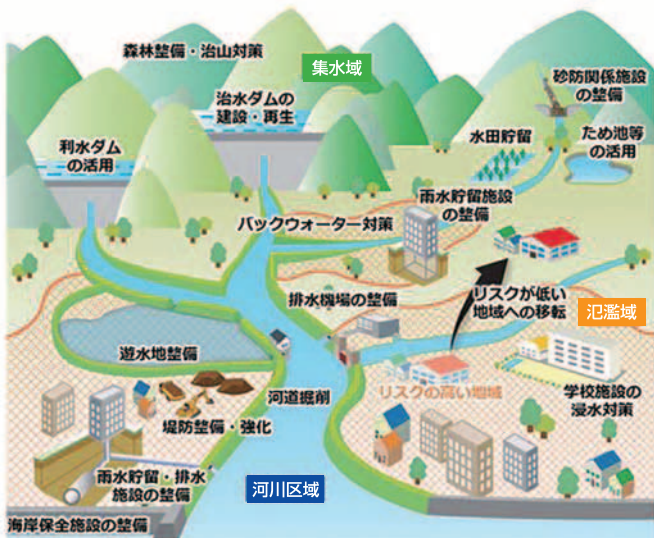 森林整備・治山対策
集水域
砂防関係施設
の整備
治水ダムの
建設・再生
水田貯留
ため池等
の活用
利水ダム
の活用
雨水貯留施設
の整備
バックウォーター対策
排水機場の整備
リスクが低い
地域への移転
氾濫域
遊水地整備
リスクの高い地域
学校施設の
浸水対策
河道掘削
堤防整備・強化
雨水貯留・排水
施設の整備
河川区域
海岸保全施設の整備